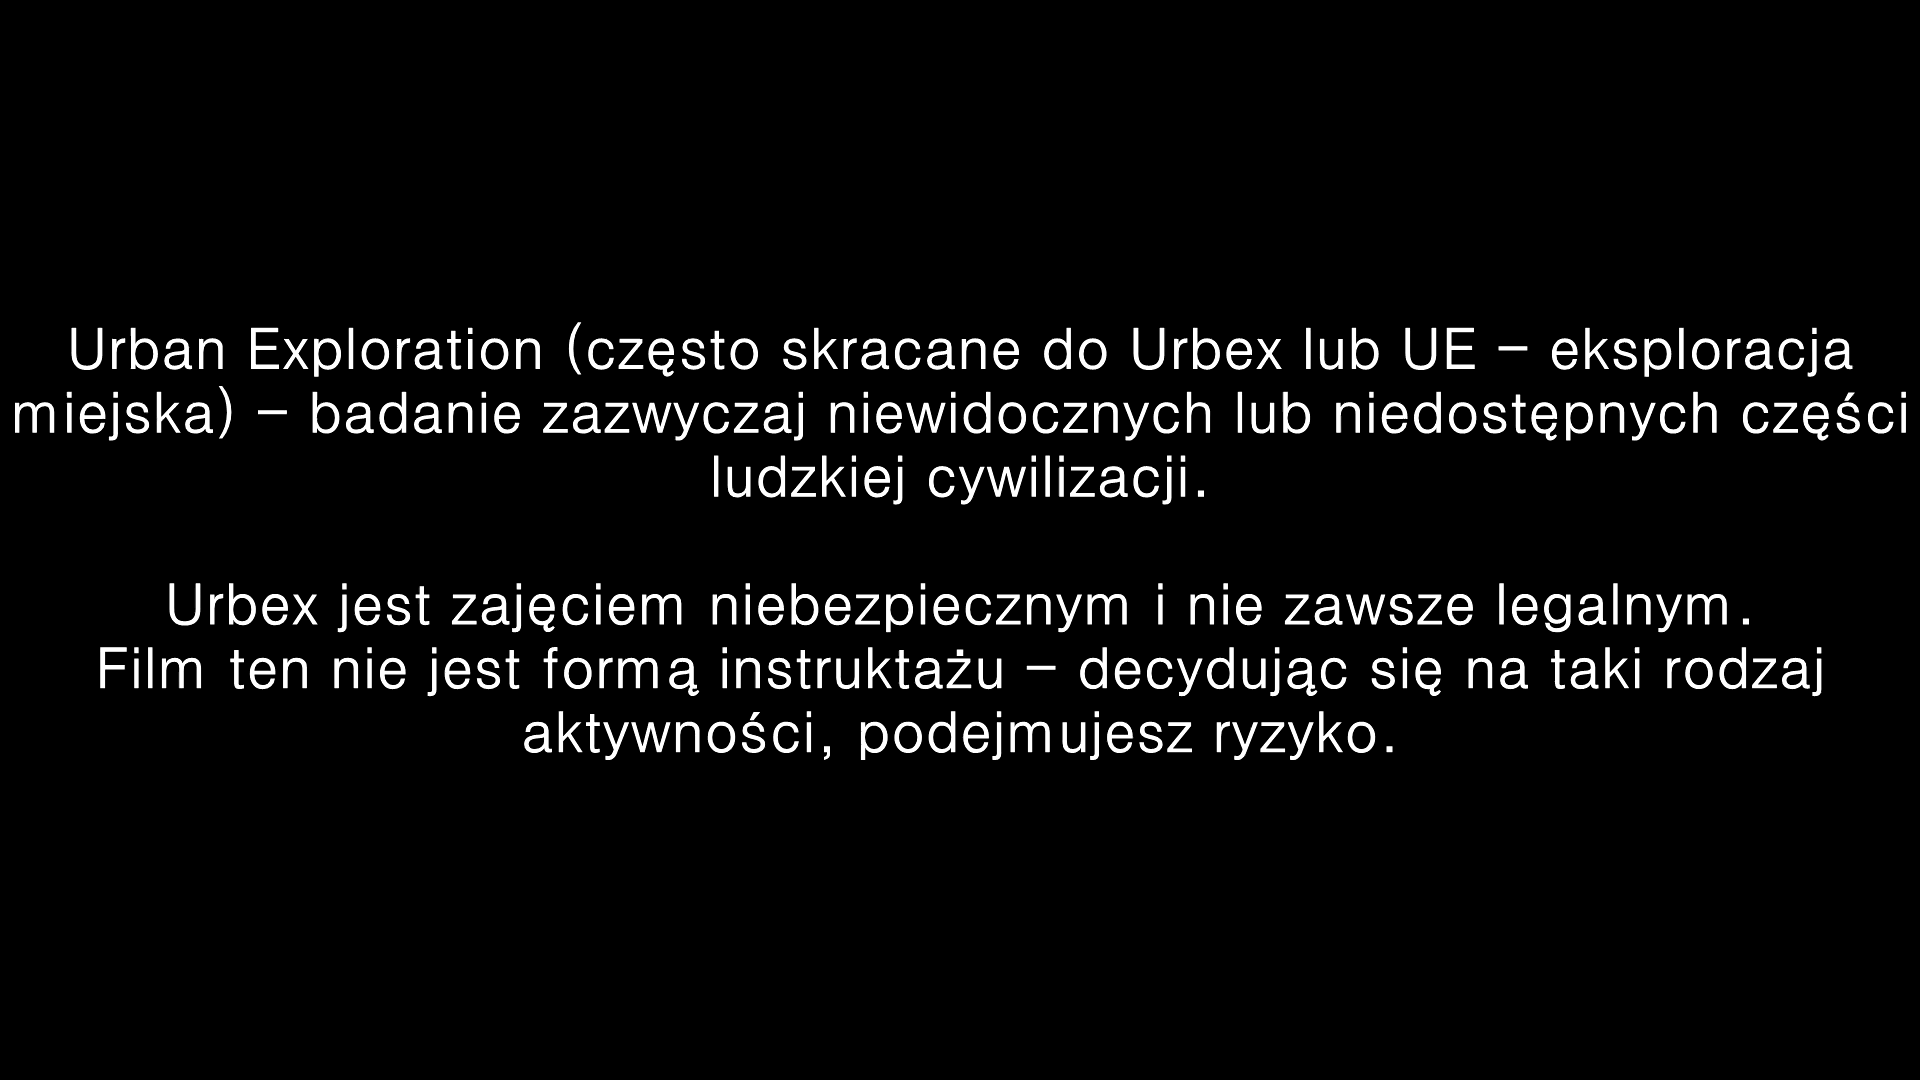 Urban Exploration (często skracane do Urbex lub UE – eksploracja
miejska) – badanie zazwyczaj niewidocznych lub niedostępnych części
ludzkiej cywilizacji.
Urbex jest zajęciem niebezpiecznym i nie zawsze legalnym.
Film ten nie jest formą instruktażu – decydując się na taki rodzaj
aktywności, podejmujesz ryzyko.